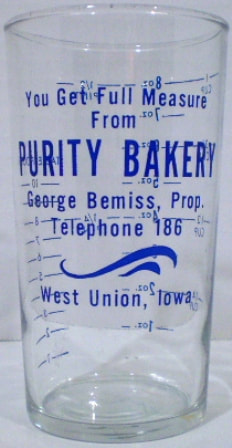 You Get Full Measure
From
PURITY BAKERY
George Bemiss, Prop.
Telephone 186
West Union, Iowa